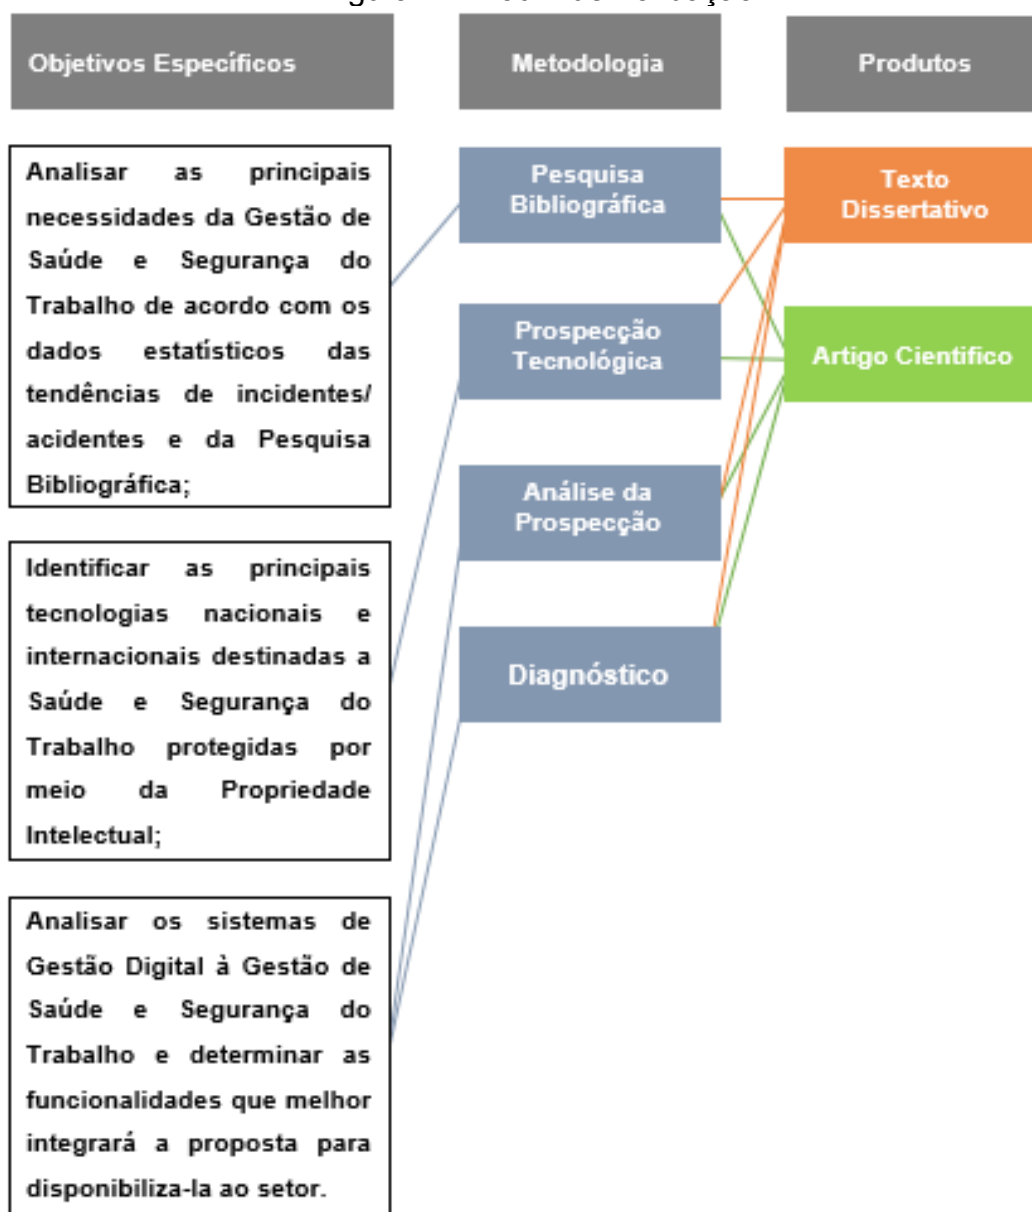 Objetivos Específicos
Metodologia
Produtos
Analisar as principais
necessidades da Gestão de
Saúde e Segurança do
Trabalho de acordo com os
dados estatísticos das
tendências de incidentes/
acidentes e da Pesquisa
Bibliográfica;
Identificar as principais
tecnologias nacionais e
internacionais destinadas a
Saúde e Segurança do
Trabalho protegidas por
meio da Propriedade
Intelectual;
Analisar os sistemas de
Gestão Digital à Gestão de
Saúde e Segurança do
Trabalho e determinar as
funcionalidades que melhor
integrará a proposta para
disponibiliza-la ao setor.
Pesquisa
Bibliográfica
Prospecção
Tecnológica
Análise da
Prospecção
Diagnóstico
Texto
Dissertativo
Artigo Cientifico